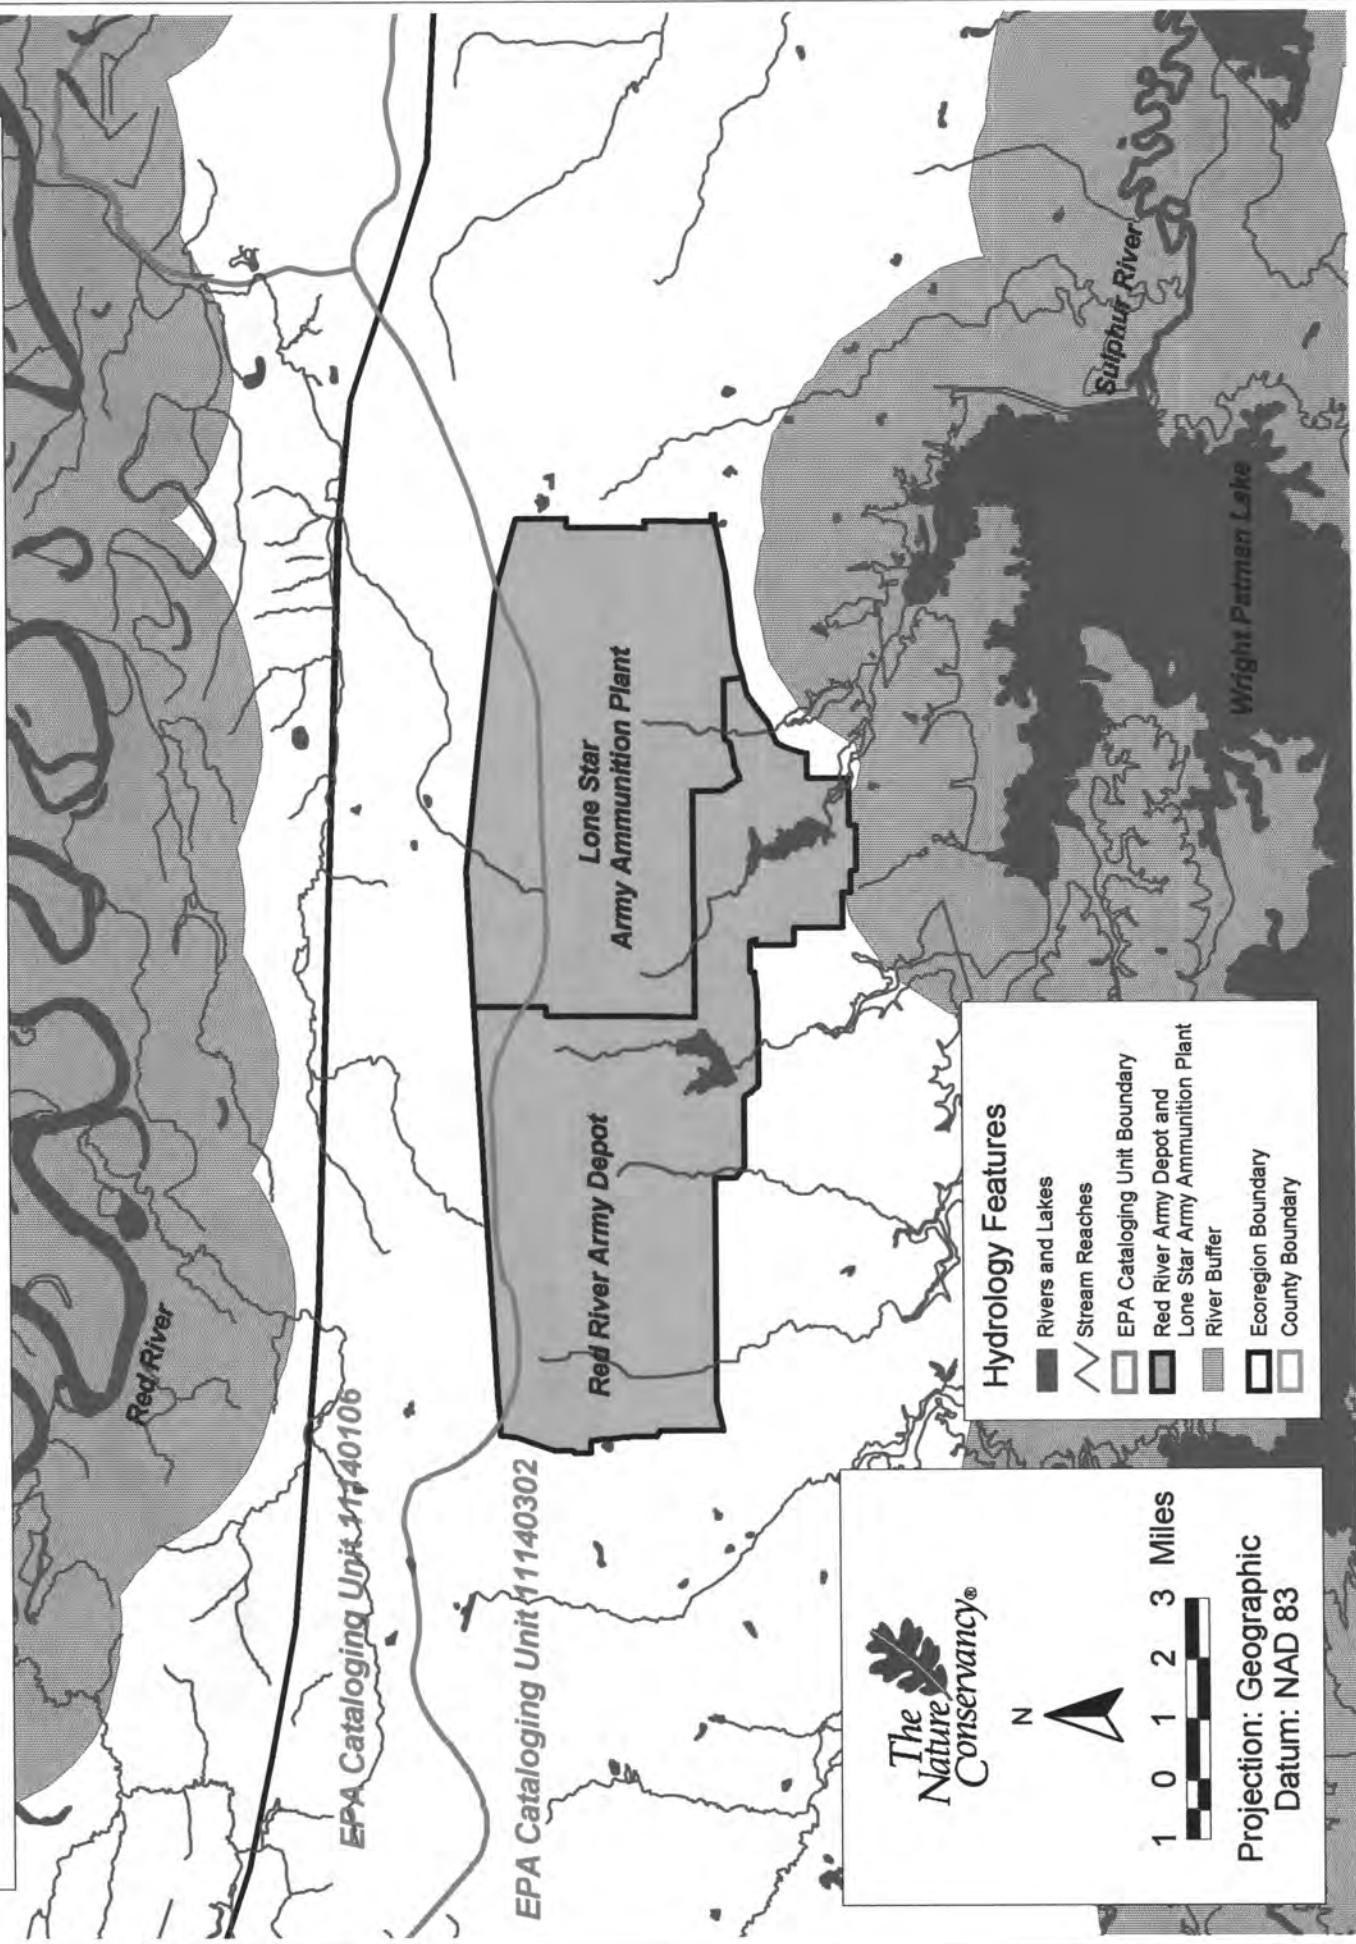 Red River
EPA Cataloging Unit 11140106
EPA Cataloging Unit 11140302
Red River Army Depot
Lone Star
Army Ammunition Plant
Sulphur River
Wright Patman Lake
The
Nature
Conservancy®
N
1 0 1 2 3 Miles
Projection: Geographic
Datum: NAD 83
Hydrology Features
Rivers and Lakes
Stream Reaches
EPA Cataloging Unit Boundary
Red River Army Depot and
Lone Star Army Ammunition Plant
River Buffer
Ecoregion Boundary
County Boundary